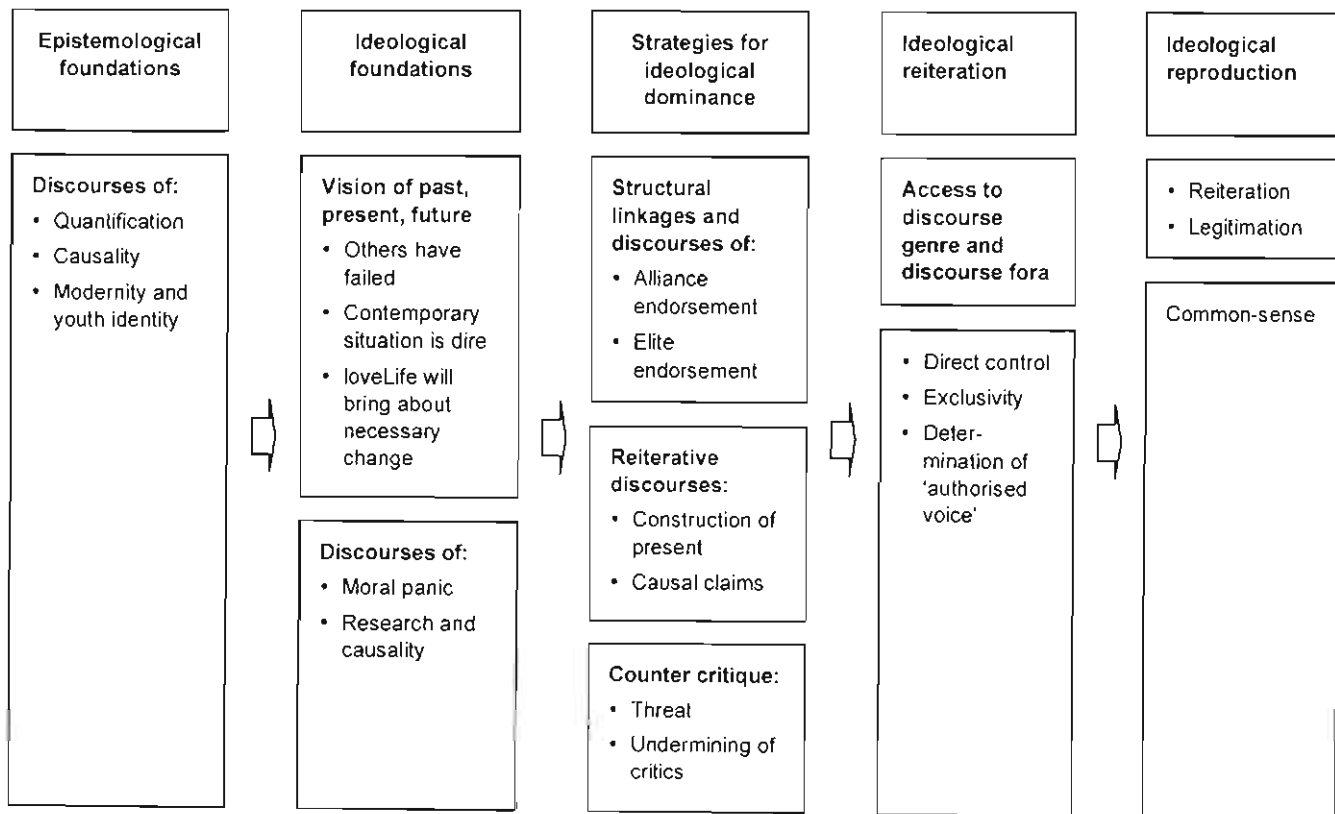 Epistemological
foundations
Discourses of:
• Quantification
• Causality
• Modernity and
youth identity
Ideological
foundations
Vision of past,
present, future
• Others have
failed
• Contemporary
situation is dire
• loveLife will
bring about
necessary
change
Discourses of:
• Moral panic
• Research and
causality
Strategies for
ideological
dominance
Structural
linkages and
discourses of:
• Alliance
endorsement
• Elite
endorsement
Reiterative
discourses:
• Construction of
present
• Causal claims
Counter critique:
• Threat
• Undermining of
critics
Ideological
reiteration
Access to
discourse
genre and
discourse fora
• Direct control
• Exclusivity
• Deter-
mination of
‘authorised
voice’
Ideological
reproduction
• Reiteration
• Legitimation
Common-sense